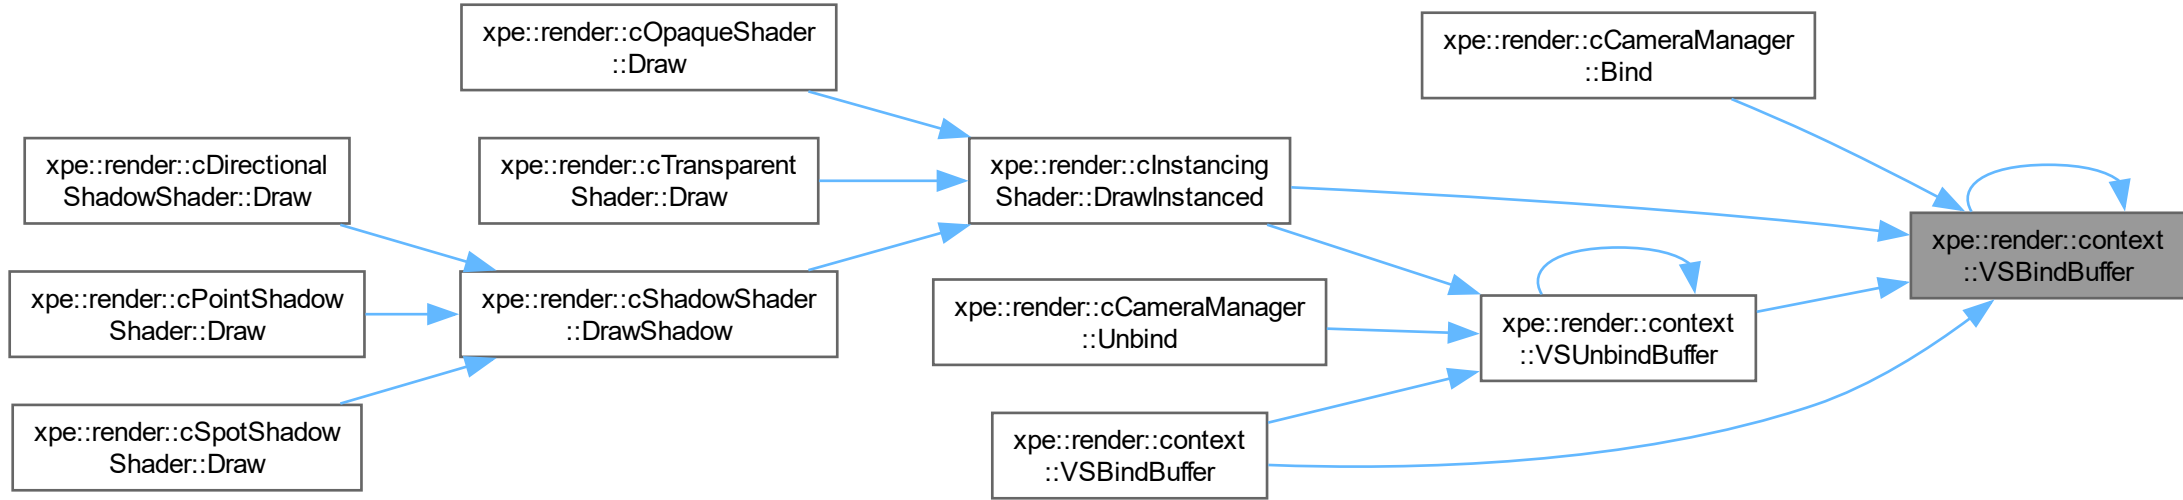 xpe::render::cOpaqueShader
::Draw
xpe::render::cCameraManager
::Bind
xpe::render::cDirectional
ShadowShader::Draw
xpe::render::cTransparent
Shader::Draw
xpe::render::cInstancing
Shader::DrawInstanced
xpe::render::context
::VSBindBuffer
xpe::render::cPointShadow
Shader::Draw
xpe::render::cShadowShader
::DrawShadow
xpe::render::cCameraManager
::Unbind
xpe::render::context
::VSUnbindBuffer
xpe::render::cSpotShadow
Shader::Draw
xpe::render::context
::VSBindBuffer